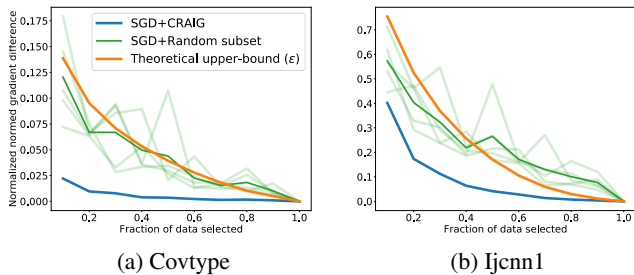 SGD+CRAIG
SGD+Random subset
Theoretical upper-bound (ε)
Normalized normed gradient difference
0.175
0.150
0.125
0.100
0.075
0.050
0.025
0.000
0.2 0.4 0.6 0.8 1.0
Fraction of data selected
(a) Covtype
0.7
0.6
0.5
0.4
0.3
0.2
0.1
0.0
0.2 0.4 0.6 0.8 1.0
Fraction of data selected
(b) Ijcnn1